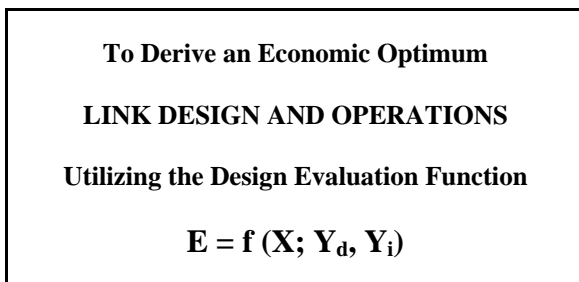 To Derive an Economic Optimum
LINK DESIGN AND OPERATIONS
Utilizing the Design Evaluation Function
E = f (X; Yd, Yi)